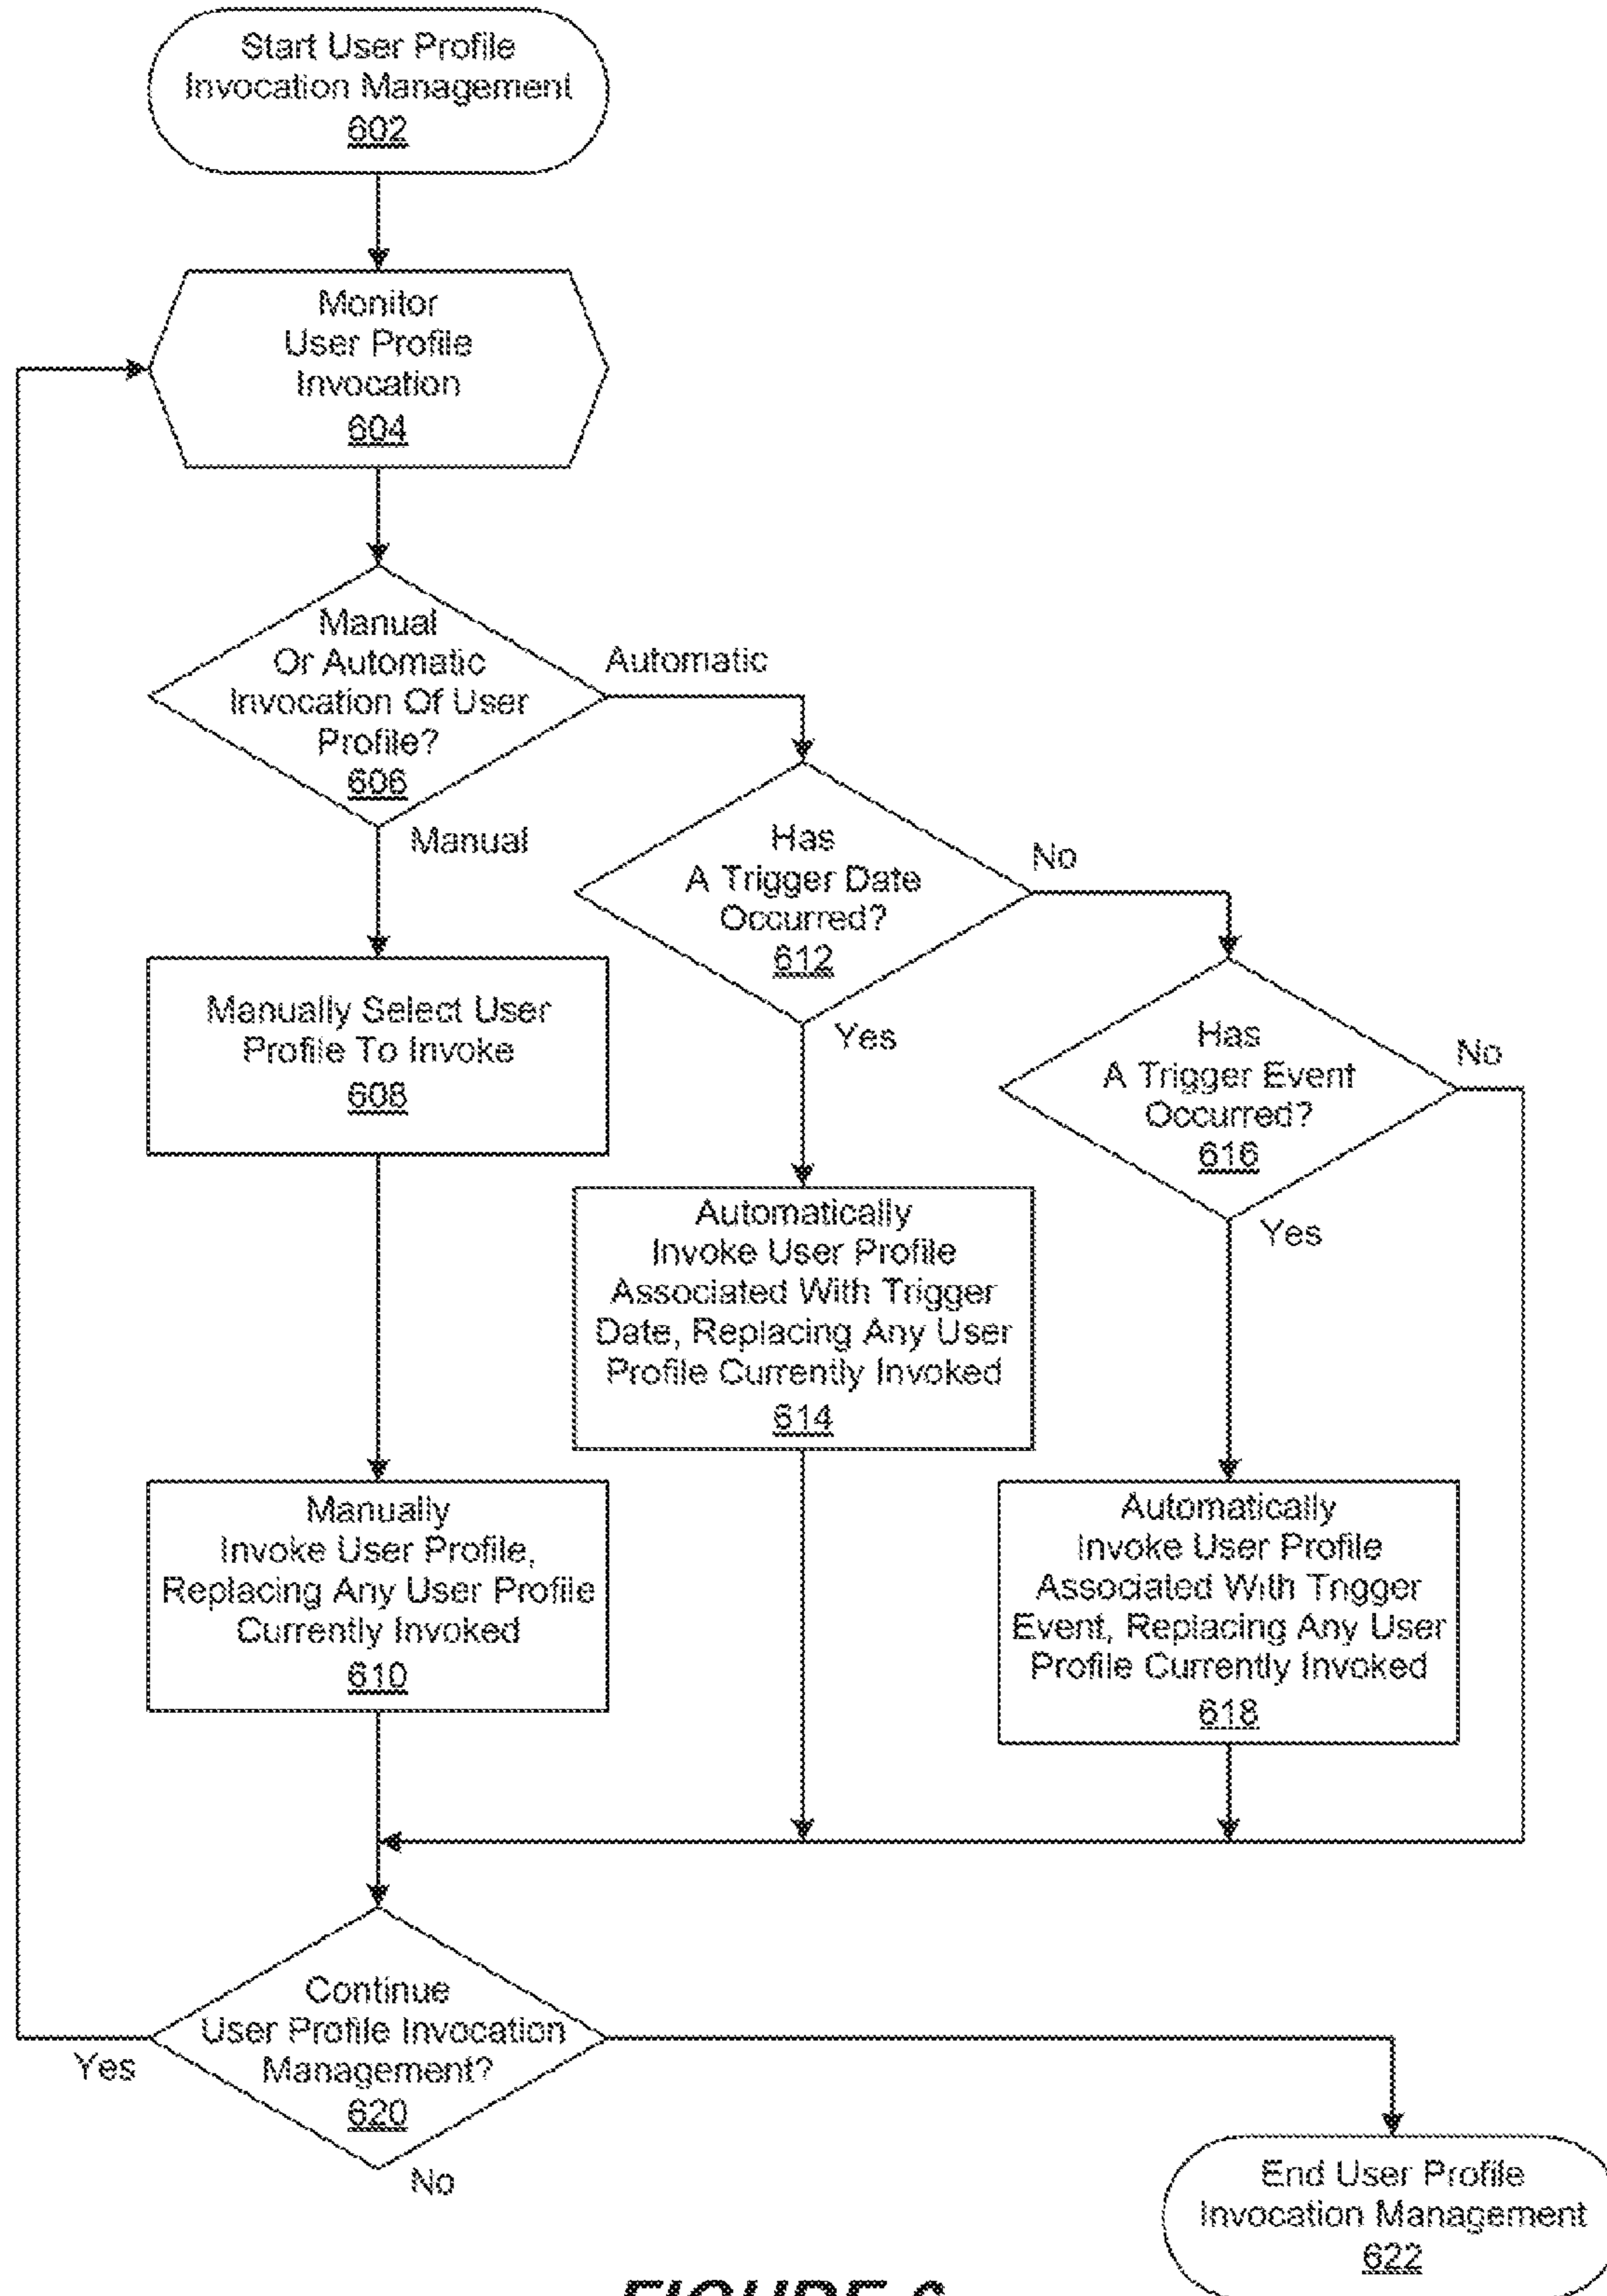 Start User Profile
Invocation Management
602
Monitor
User Profile
Invocation
604
Manual
Or Automatic
Invocation Of User
Profile?
606
Automatic
Manual
Has
A Trigger Date
Occurred?
612
No
Yes
Manually Select User
Profile To Invoke
608
Has
A Trigger Event
Occurred?
616
No
Yes
Automatically
Invoke User Profile
Associated With Trigger
Date, Replacing Any User
Profile Currently Invoked
614
Manually
Invoke User Profile,
Replacing Any User Profile
Currently Invoked
610
Automatically
Invoke User Profile
Associated With Trigger
Event, Replacing Any User
Profile Currently Invoked
618
Continue
User Profile Invocation
Management?
620
Yes
No
End User Profile
Invocation Management
622
FIGURE 6